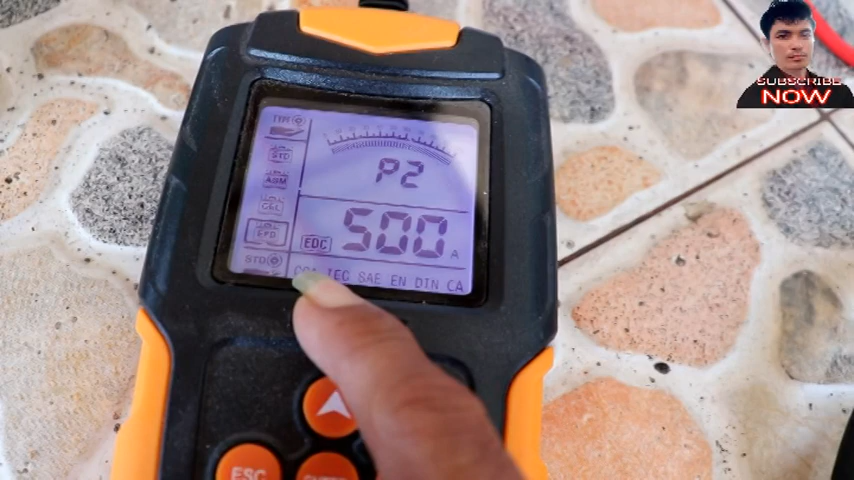 SUBSCRIBE
NOW
STD
AGM
GEL
EFB
STD
P2
EDC 500 A
CCA IEC SAE EN DIN CA
ESC